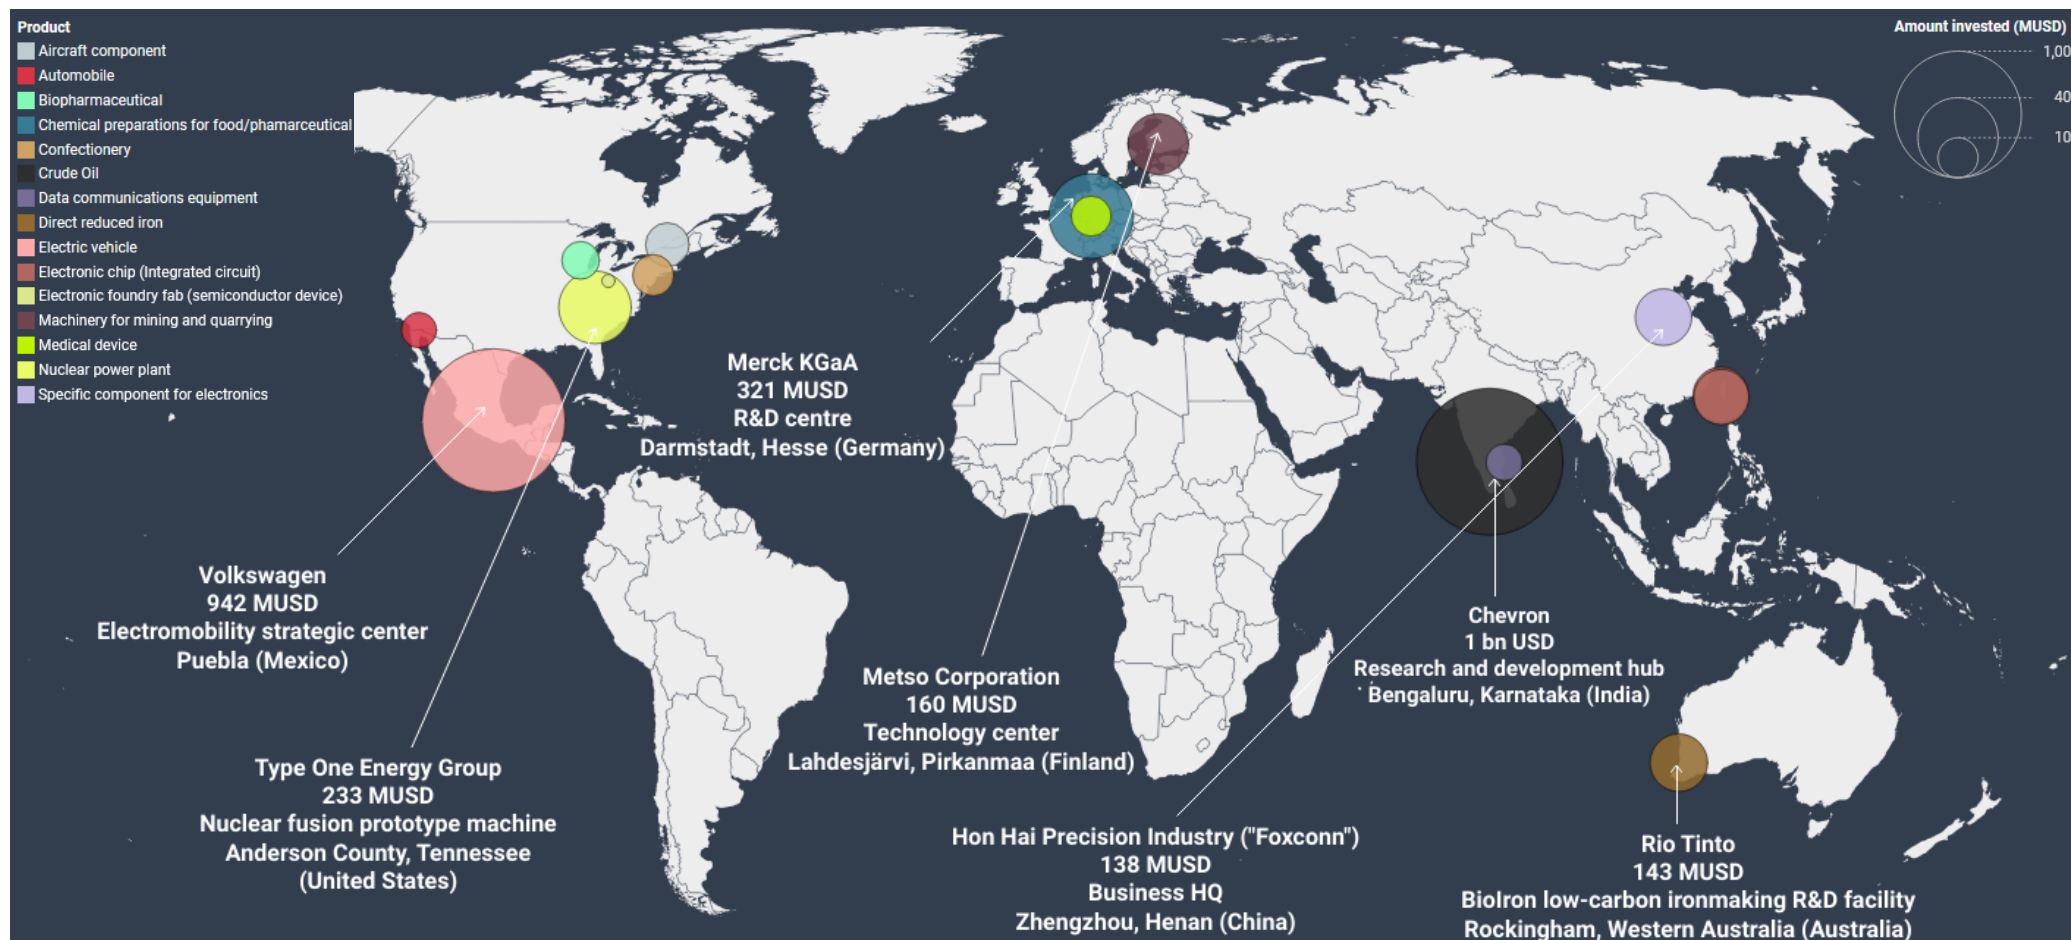 Product
Aircraft component
Automobile
Biopharmaceutical
Chemical preparations for food/phamarceutical
Confectionery
Crude Oil
Data communications equipment
Direct reduced iron
Electric vehicle
Electronic chip (Integrated circuit)
Electronic foundry fab (semiconductor device)
Machinery for mining and quarrying
Medical device
Nuclear power plant
Specific component for electronics
Amount invested (MUSD)
1,00
40
10
Merck KGaA
321 MUSD
R&D centre
Darmstadt, Hesse (Germany)
Volkswagen
942 MUSD
Electromobility strategic center
Puebla (Mexico)
Type One Energy Group
233 MUSD
Nuclear fusion prototype machine
Anderson County, Tennessee
(United States)
Metso Corporation
160 MUSD
Technology center
Lahdesjärvi, Pirkanmaa (Finland)
Hon Hai Precision Industry ("Foxconn")
138 MUSD
Business HQ
Zhengzhou, Henan (China)
Chevron
1 bn USD
Research and development hub
Bengaluru, Karnataka (India)
Rio Tinto
143 MUSD
BioIron low-carbon ironmaking R&D facility
Rockingham, Western Australia (Australia)